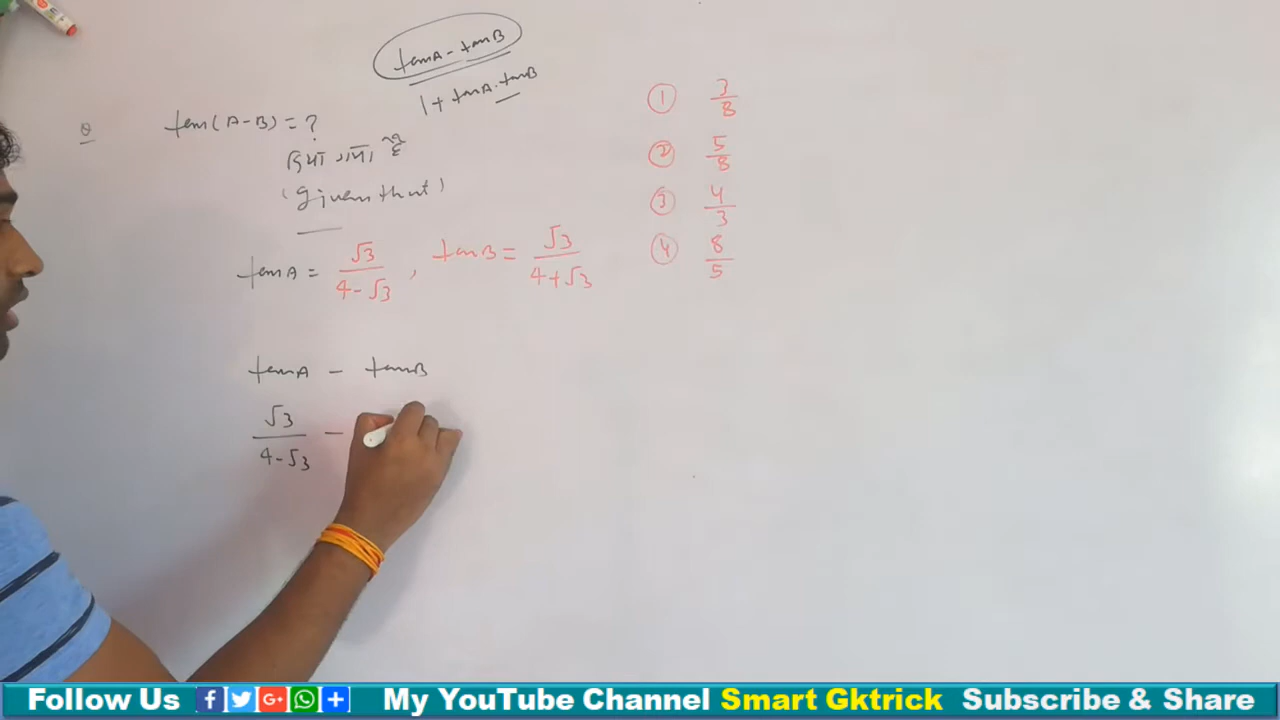 tanA - tanB
1 + tanA.tanB
Q tan(A-B) = ?
दिया गया है
(Given that)
tanA = √3/4-√3 , tanB = √3/4+√3
① 3/8
② 5/8
③ 4/3
④ 8/5
tanA - tanB
√3/4-√3 -
Follow Us My YouTube Channel Smart Gktrick Subscribe & Share